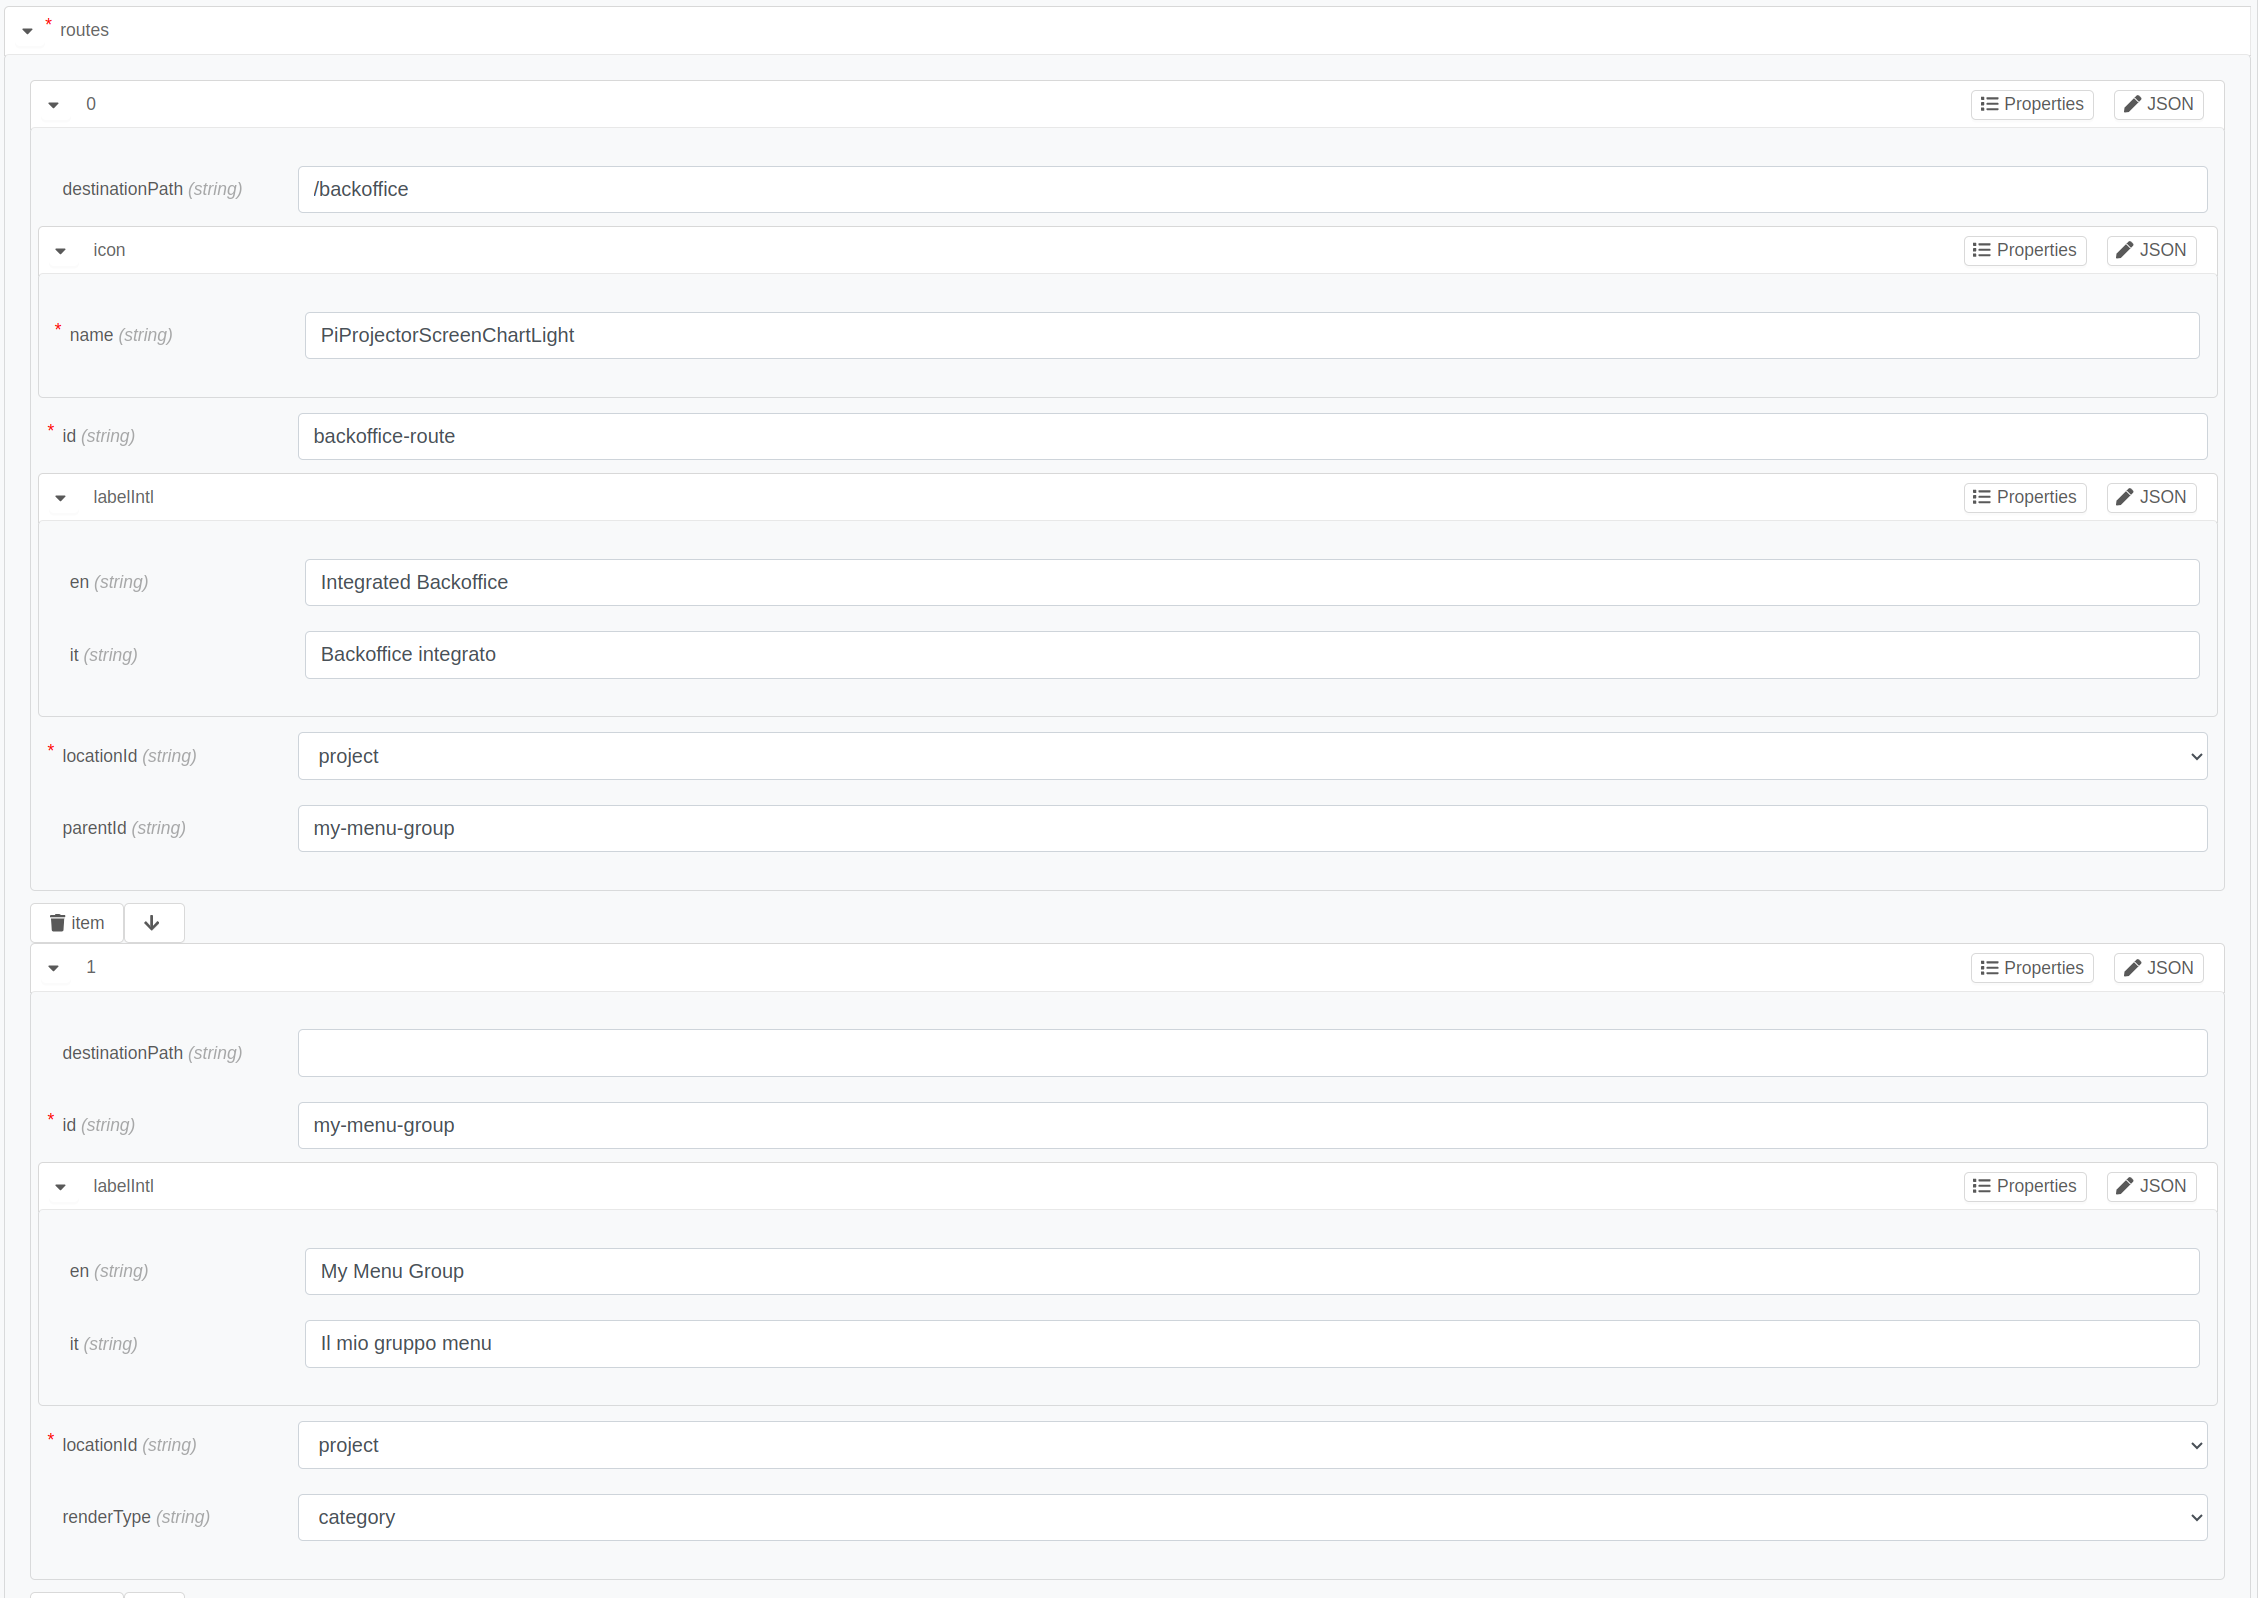 * routes
0 Properties JSON
destinationPath (string) /backoffice
icon Properties JSON
* name (string) PiProjectorScreenChartLight
* id (string) backoffice-route
labelIntl Properties JSON
en (string) Integrated Backoffice
it (string) Backoffice integrato
* locationId (string) project
parentId (string) my-menu-group
item
1 Properties JSON
destinationPath (string)
* id (string) my-menu-group
labelIntl Properties JSON
en (string) My Menu Group
it (string) Il mio gruppo menu
* locationId (string) project
renderType (string) category